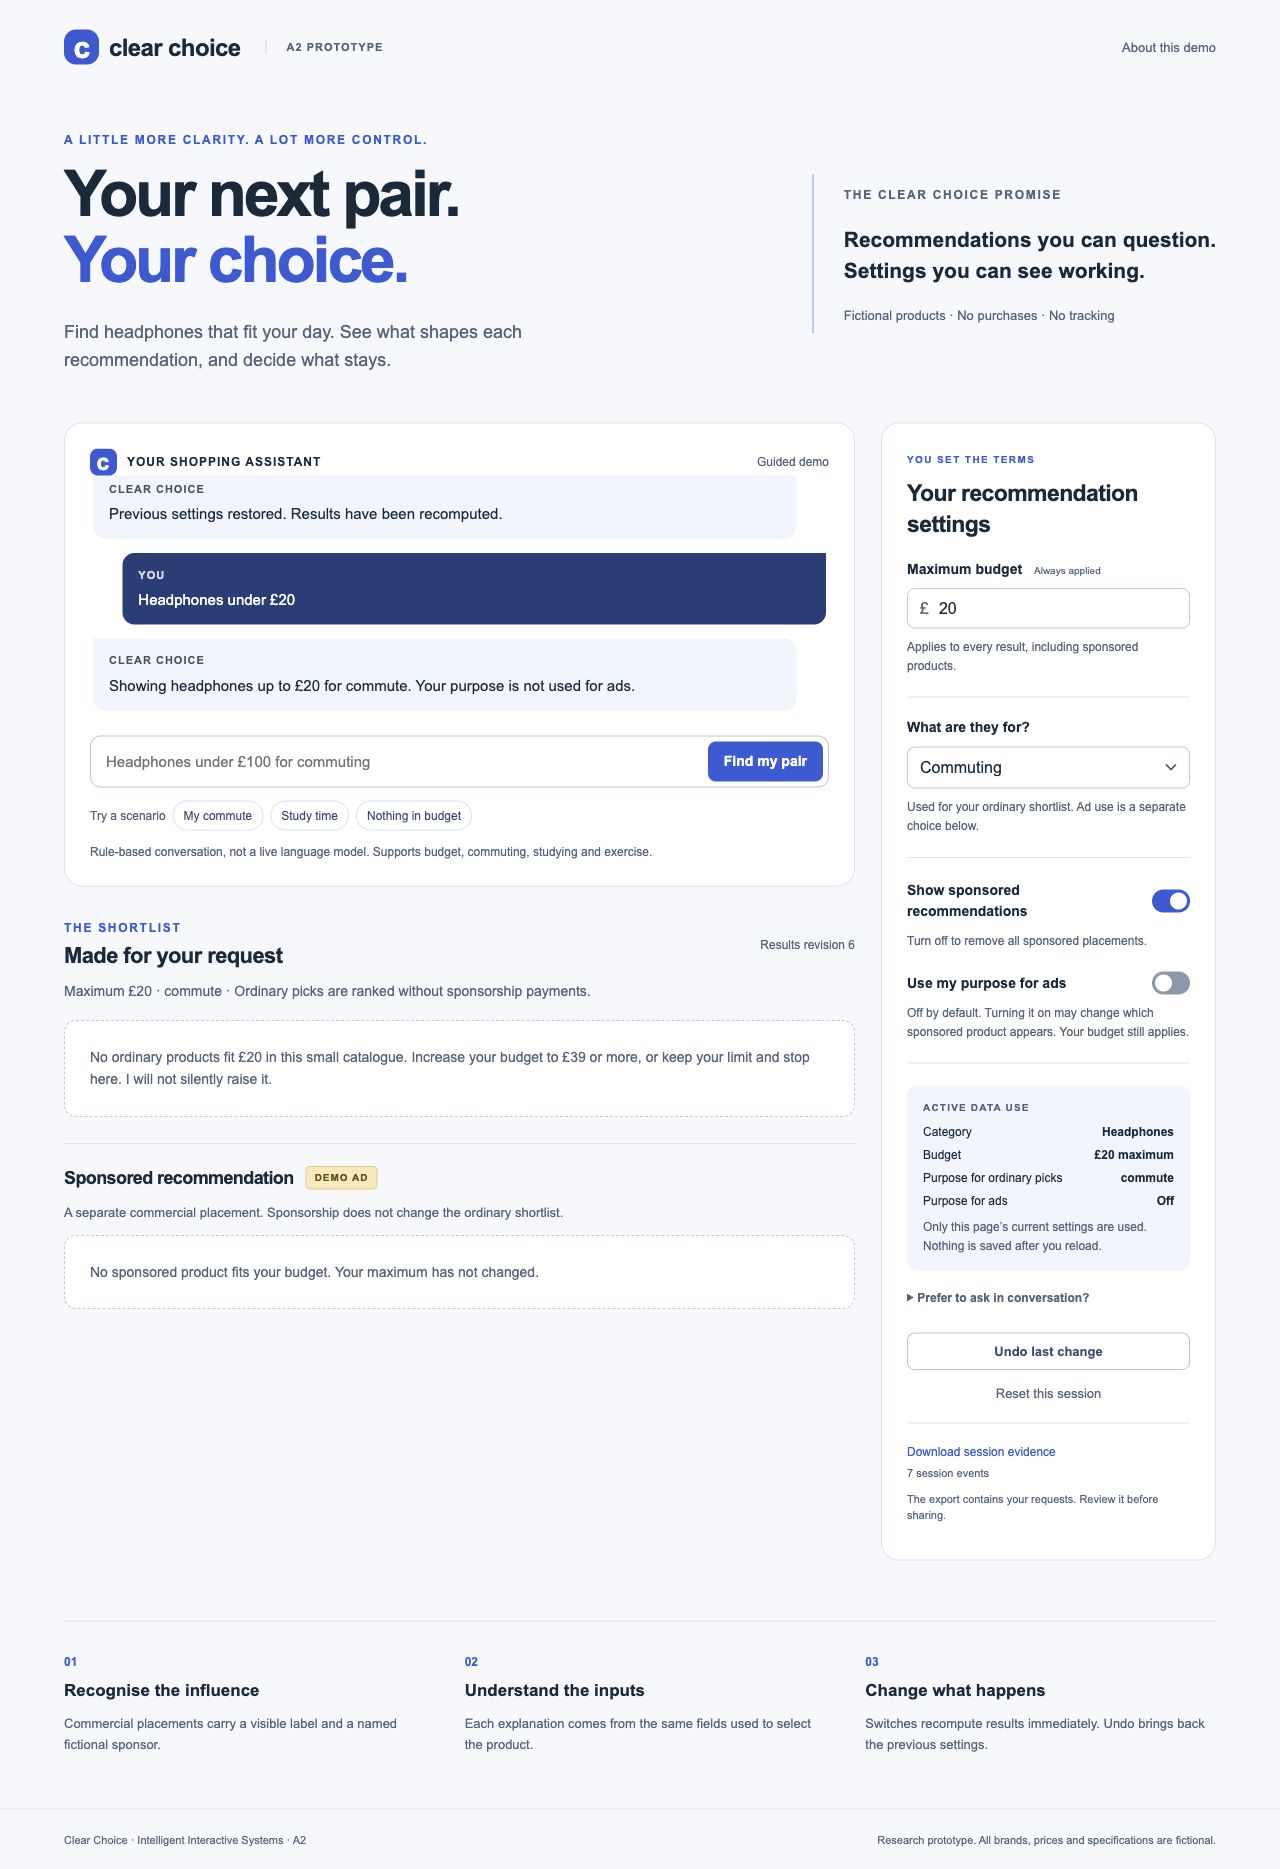 c clear choice
A2 PROTOTYPE
About this demo
A LITTLE MORE CLARITY. A LOT MORE CONTROL.
Your next pair.
Your choice.
Find headphones that fit your day. See what shapes each
recommendation, and decide what stays.
THE CLEAR CHOICE PROMISE
Recommendations you can question.
Settings you can see working.
Fictional products · No purchases · No tracking
c YOUR SHOPPING ASSISTANT
Guided demo
CLEAR CHOICE
Previous settings restored. Results have been recomputed.
YOU
Headphones under £20
CLEAR CHOICE
Showing headphones up to £20 for commute. Your purpose is not used for ads.
Headphones under £100 for commuting
Find my pair
Try a scenario My commute Study time Nothing in budget
Rule-based conversation, not a live language model. Supports budget, commuting, studying and exercise.
THE SHORTLIST
Made for your request
Results revision 6
Maximum £20 · commute · Ordinary picks are ranked without sponsorship payments.
No ordinary products fit £20 in this small catalogue. Increase your budget to £39 or more, or keep your limit and stop
here. I will not silently raise it.
Sponsored recommendation DEMO AD
A separate commercial placement. Sponsorship does not change the ordinary shortlist.
No sponsored product fits your budget. Your maximum has not changed.
YOU SET THE TERMS
Your recommendation
settings
Maximum budget Always applied
£ 20
Applies to every result, including sponsored
products.
What are they for?
Commuting
Used for your ordinary shortlist. Ad use is a separate
choice below.
Show sponsored
recommendations
Turn off to remove all sponsored placements.
Use my purpose for ads
Off by default. Turning it on may change which
sponsored product appears. Your budget still applies.
ACTIVE DATA USE
Category Headphones
Budget £20 maximum
Purpose for ordinary picks commute
Purpose for ads Off
Only this page's current settings are used.
Nothing is saved after you reload.
Prefer to ask in conversation?
Undo last change
Reset this session
Download session evidence
7 session events
The export contains your requests. Review it before
sharing.
01
Recognise the influence
Commercial placements carry a visible label and a named
fictional sponsor.
02
Understand the inputs
Each explanation comes from the same fields used to select
the product.
03
Change what happens
Switches recompute results immediately. Undo brings back
the previous settings.
Clear Choice · Intelligent Interactive Systems · A2
Research prototype. All brands, prices and specifications are fictional.